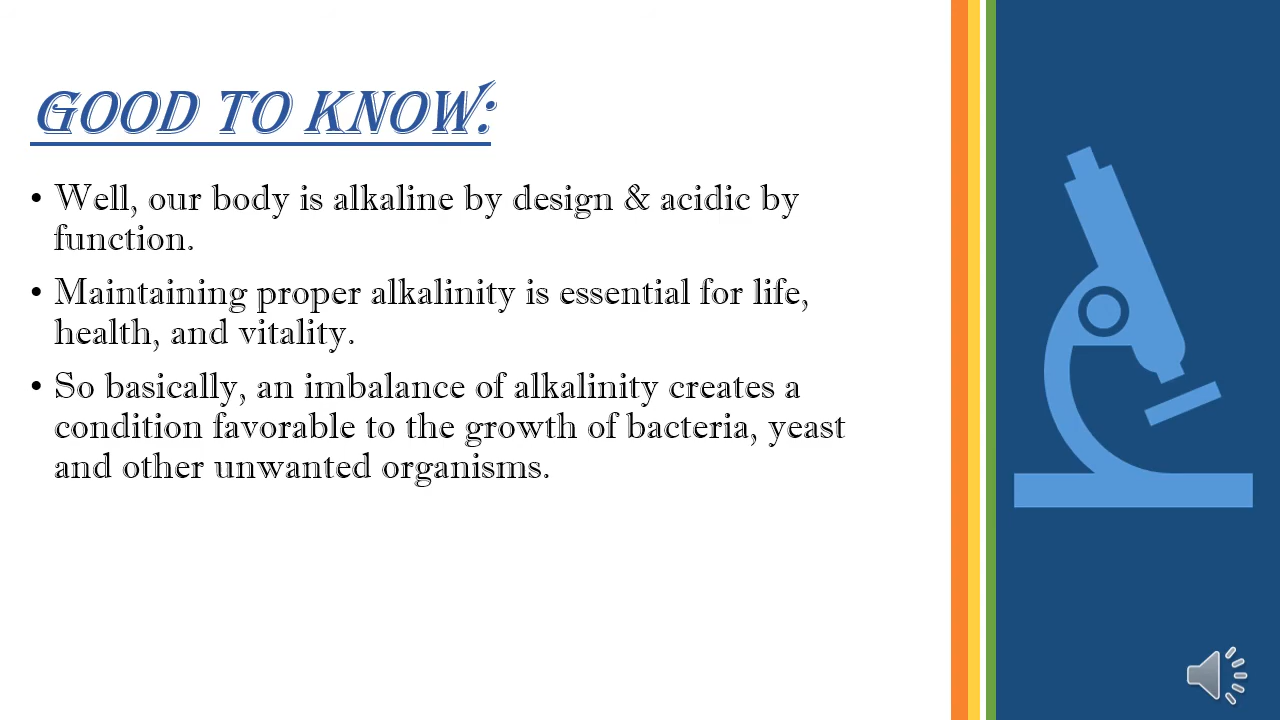 GOOD TO KNOW:
• Well, our body is alkaline by design & acidic by
function.
• Maintaining proper alkalinity is essential for life,
health, and vitality.
• So basically, an imbalance of alkalinity creates a
condition favorable to the growth of bacteria, yeast
and other unwanted organisms.